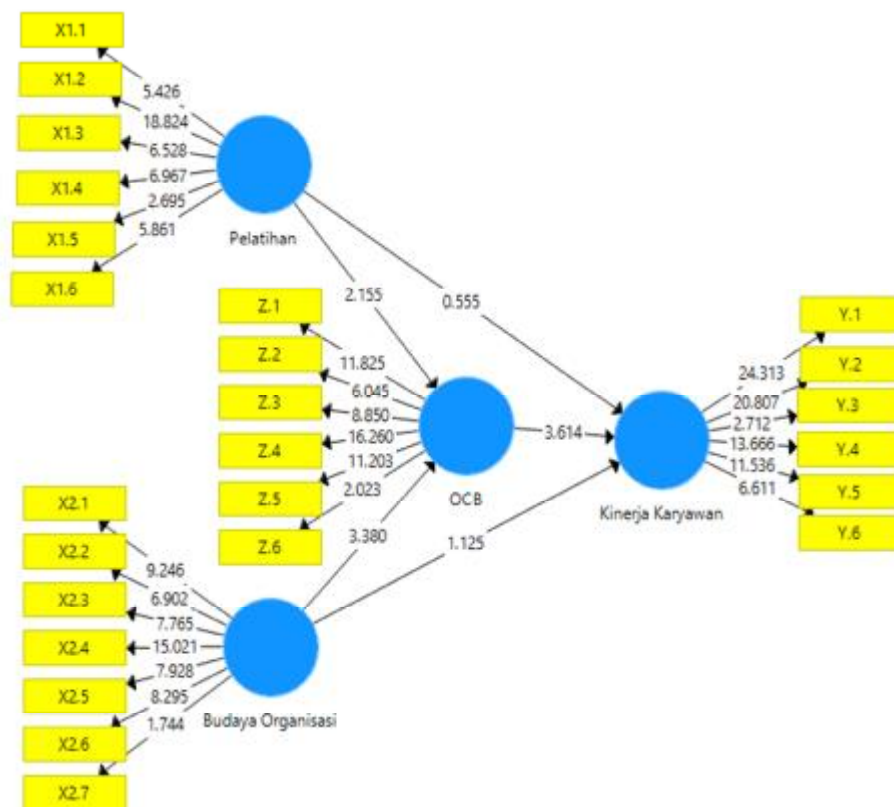 X1.1
X1.2
X1.3
X1.4
X1.5
X1.6
5.426
18.824
6.528
6.967
2.695
5.861
Pelatihan
2.155
0.555
Z.1
Z.2
Z.3
Z.4
Z.5
Z.6
11.825
6.045
8.850
16.260
11.203
2.023
OCB
3.614
3.380
1.125
Y.1
Y.2
Y.3
Y.4
Y.5
Y.6
24.313
20.807
2.712
13.666
11.536
6.611
Kinerja Karyawan
X2.1
X2.2
X2.3
X2.4
X2.5
X2.6
X2.7
9.246
6.902
7.765
15.021
7.928
8.295
1.744
Budaya Organisasi